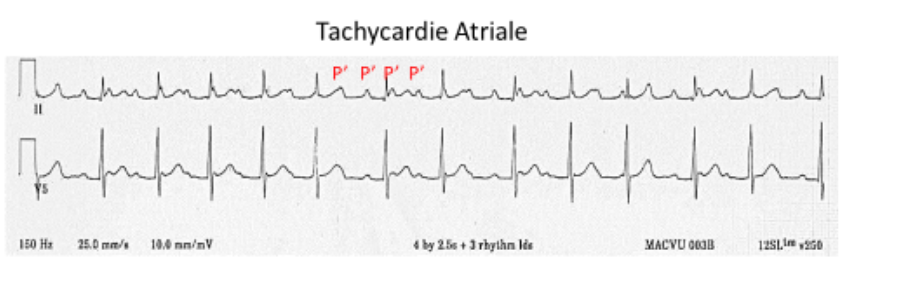 Tachycardie Atriale
P′ P′ P′ P′
II
V5
150 Hz 25.0 mm/s 10.0 mm/mV 4 by 2.5s + 3 rhythm lds MACVU 003B 12SL™ v250